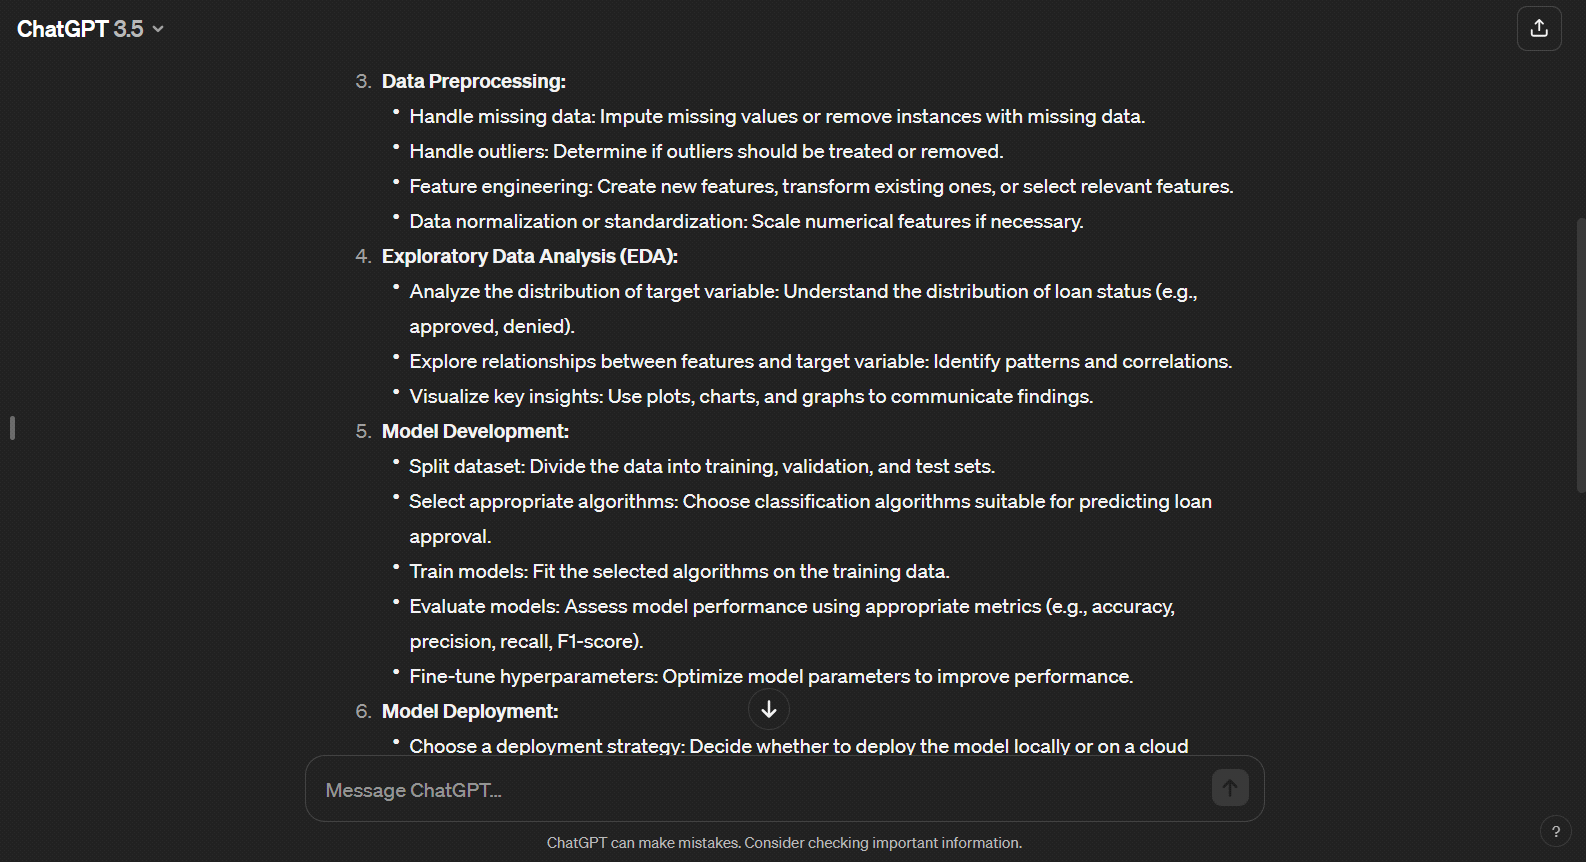 ChatGPT 3.5
3. Data Preprocessing:
• Handle missing data: Impute missing values or remove instances with missing data.
• Handle outliers: Determine if outliers should be treated or removed.
• Feature engineering: Create new features, transform existing ones, or select relevant features.
• Data normalization or standardization: Scale numerical features if necessary.
4. Exploratory Data Analysis (EDA):
• Analyze the distribution of target variable: Understand the distribution of loan status (e.g.,
approved, denied).
• Explore relationships between features and target variable: Identify patterns and correlations.
• Visualize key insights: Use plots, charts, and graphs to communicate findings.
5. Model Development:
• Split dataset: Divide the data into training, validation, and test sets.
• Select appropriate algorithms: Choose classification algorithms suitable for predicting loan
approval.
• Train models: Fit the selected algorithms on the training data.
• Evaluate models: Assess model performance using appropriate metrics (e.g., accuracy,
precision, recall, F1-score).
• Fine-tune hyperparameters: Optimize model parameters to improve performance.
6. Model Deployment:
• Choose a deployment strategy: Decide whether to deploy the model locally or on a cloud
Message ChatGPT...
ChatGPT can make mistakes. Consider checking important information.
?